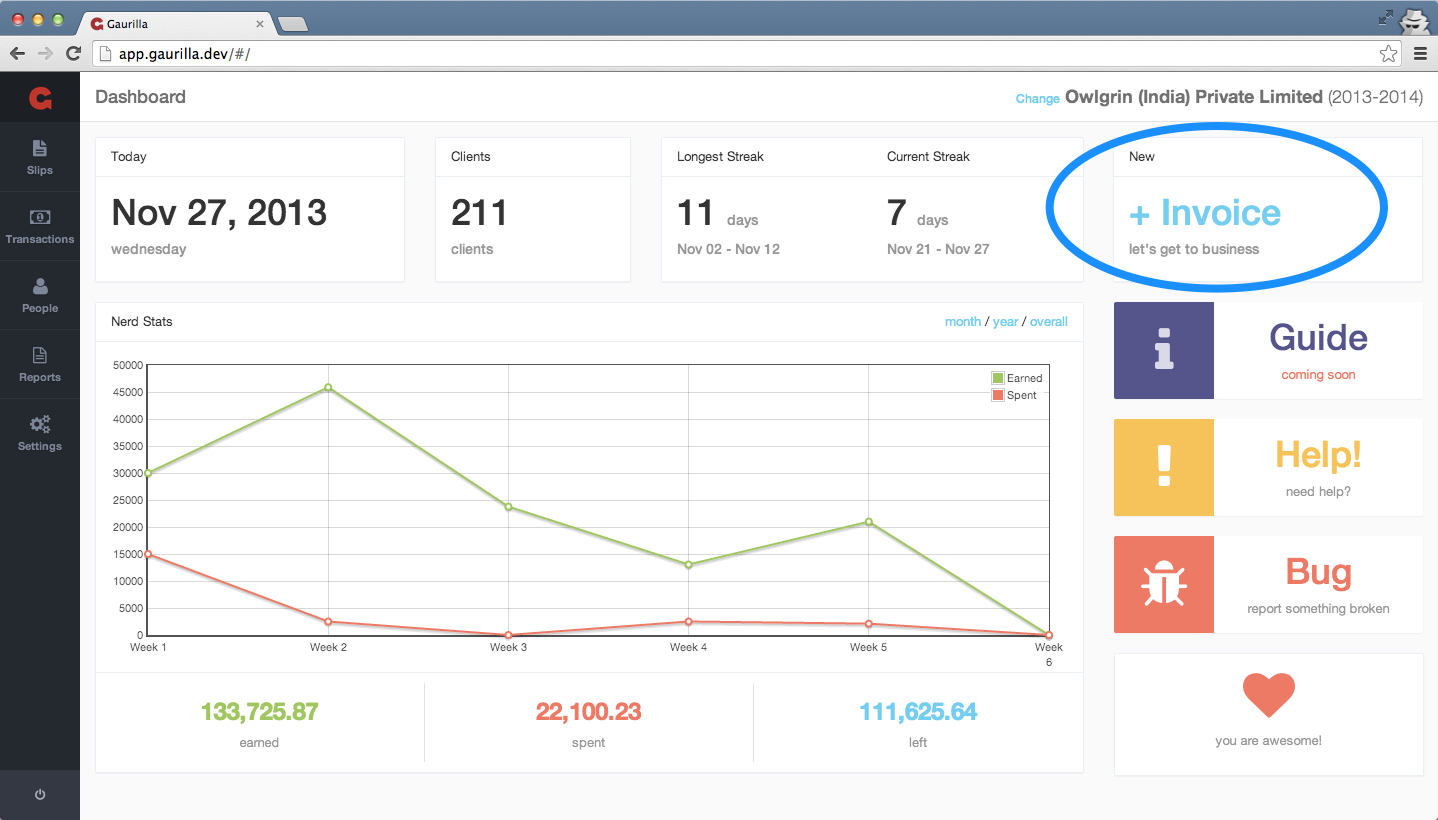 Gaurilla
app.gaurilla.dev/#/
Dashboard
Change Owlgrin (India) Private Limited (2013-2014)
Slips
Transactions
People
Reports
Settings
Today
Nov 27, 2013
wednesday
Clients
211
clients
Longest Streak
11 days
Nov 02 - Nov 12
Current Streak
7 days
Nov 21 - Nov 27
New
+ Invoice
let's get to business
Nerd Stats
month / year / overall
50000
45000
40000
35000
30000
25000
20000
15000
10000
5000
0
Earned
Spent
Week 1
Week 2
Week 3
Week 4
Week 5
Week
6
133,725.87
earned
22,100.23
spent
111,625.64
left
Guide
coming soon
Help!
need help?
Bug
report something broken
you are awesome!